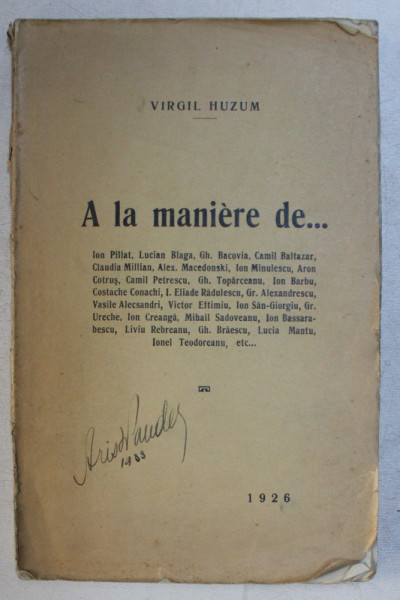 VIRGIL HUZUM
A la manière de...
Ion Pillat, Lucian Blaga, Gh. Bacovia, Camil Baltazar,
Claudia Millian, Alex. Macedonski, Ion Minulescu, Aron
Cotruș, Camil Petrescu, Gh. Topârceanu, Ion Barbu,
Costache Conachi, I. Eliade Rădulescu, Gr. Alexandrescu,
Vasile Alecsandri, Victor Eftimiu, Ion Sân-Giorgiu, Gr.
Ureche, Ion Creangă, Mihail Sadoveanu, Ion Bassara-
bescu, Liviu Rebreanu, Gh. Brăescu, Lucia Mantu,
Ionel Teodoreanu, etc...
1933
1926